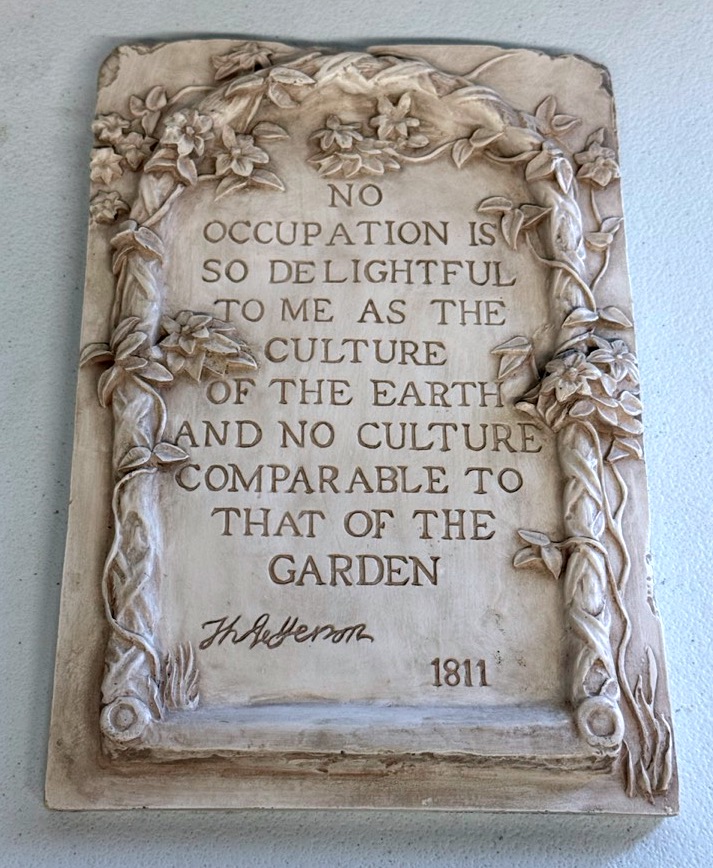 NO
OCCUPATION IS
SO DELIGHTFUL
TO ME AS THE
CULTURE
OF THE EARTH
AND NO CULTURE
COMPARABLE TO
THAT OF THE
GARDEN
Th Jefferson
1811